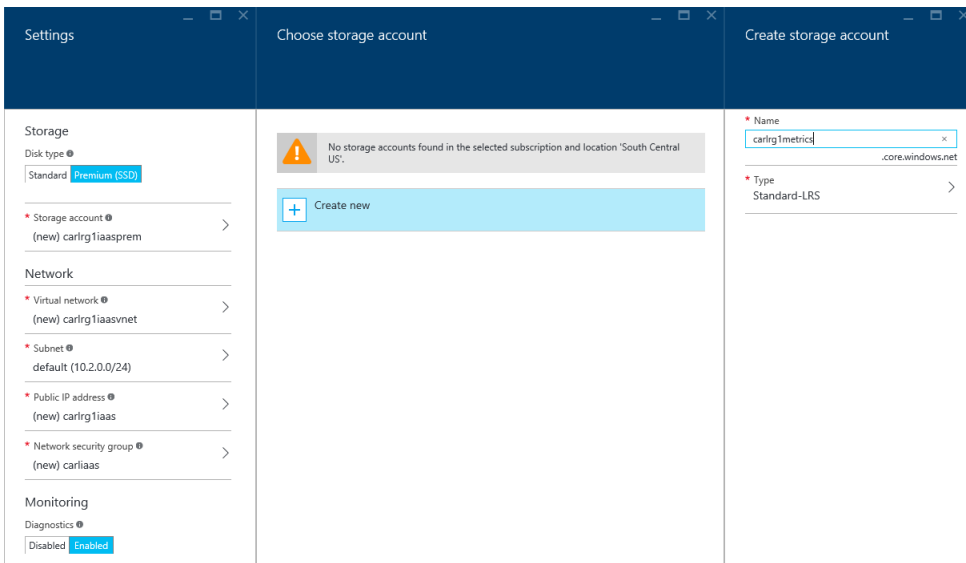 Settings
Storage
Disk type
Standard Premium (SSD)
* Storage account
(new) carlrg1iaasprem
Network
* Virtual network
(new) carlrg1iaasvnet
* Subnet
default (10.2.0.0/24)
* Public IP address
(new) carlrg1iaas
* Network security group
(new) carliaas
Monitoring
Diagnostics
Disabled Enabled
Choose storage account
No storage accounts found in the selected subscription and location 'South Central
US'.
Create new
Create storage account
* Name
carlrg1metrics
.core.windows.net
* Type
Standard-LRS